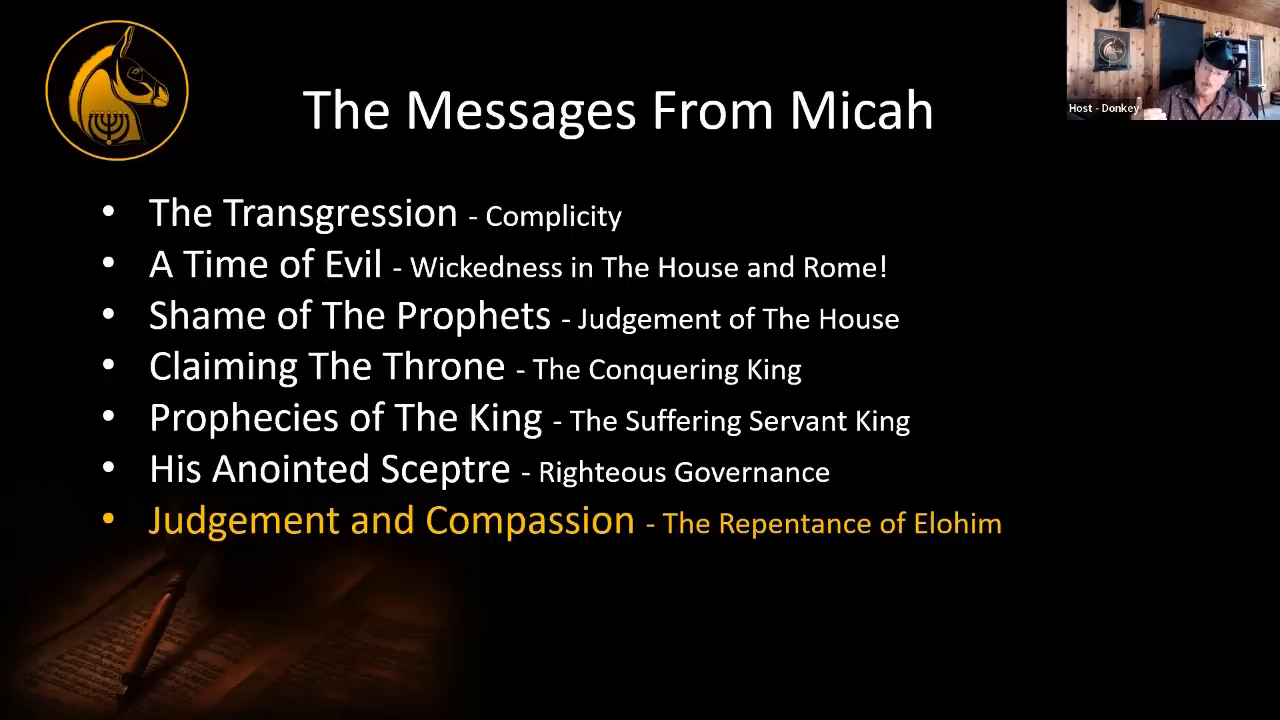 The Messages From Micah
Host - Donkey
• The Transgression - Complicity
• A Time of Evil - Wickedness in The House and Rome!
• Shame of The Prophets - Judgement of The House
• Claiming The Throne - The Conquering King
• Prophecies of The King - The Suffering Servant King
• His Anointed Sceptre - Righteous Governance
• Judgement and Compassion - The Repentance of Elohim